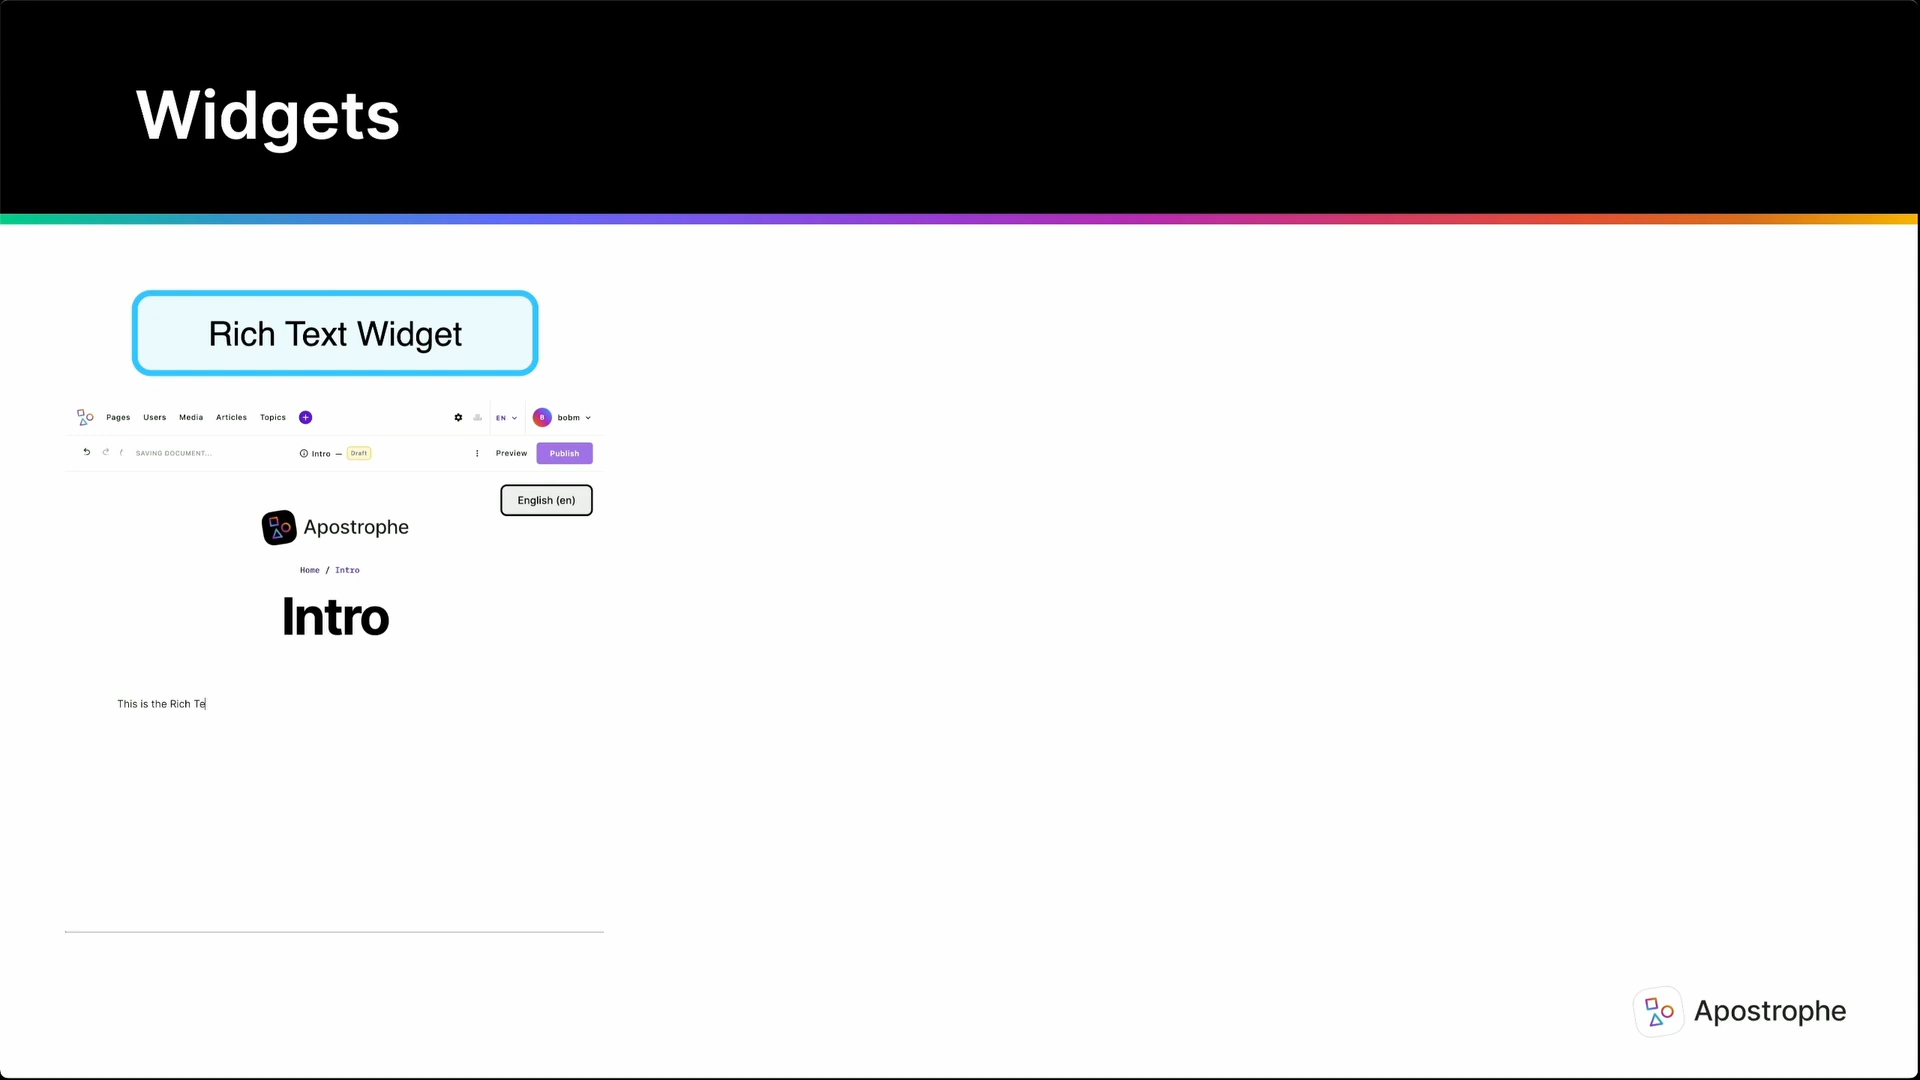 Widgets
Rich Text Widget
Pages Users Media Articles Topics
EN B bobm
SAVING DOCUMENT... Intro — Draft Preview Publish
English (en)
Apostrophe
Home / Intro
Intro
This is the Rich Te
Apostrophe